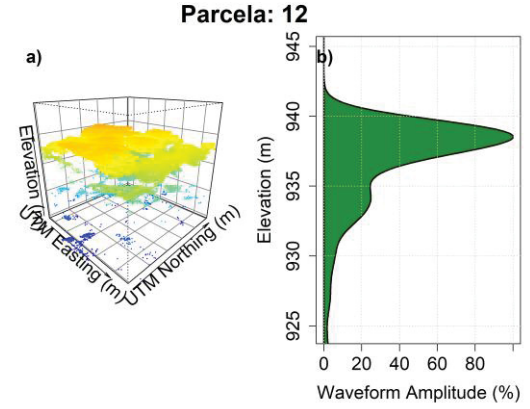 Parcela: 12
a)
Elevation (m)
UTM Easting (m)
UTM Northing (m)
b)
Elevation (m)
945
940
935
930
925
0 20 40 60 80
Waveform Amplitude (%)